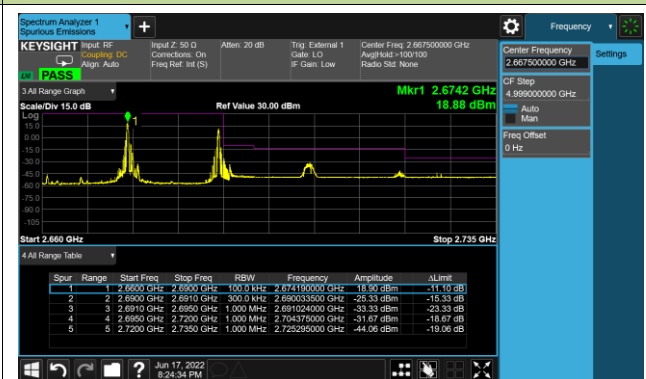 Spectrum Analyzer 1
Spurious Emissions
+
Frequency
KEYSIGHT
Input: RF
Coupling: DC
Align: Auto
Input Z: 50 Ω
Corrections: On
Freq Ref: Int (S)
Atten: 20 dB
Trig: External 1
Gate: LO
IF Gain: Low
Center Freq: 2.667500000 GHz
Avg|Hold:>100/100
Radio Std: None
PASS
Center Frequency
2.667500000 GHz
Settings
CF Step
4.999000000 GHz
Auto
Man
Freq Offset
0 Hz
3 All Range Graph
Mkr1 2.6742 GHz
18.88 dBm
Scale/Div 15.0 dB
Ref Value 30.00 dBm
Log
15.0
0.00
-15.0
-30.0
-45.0
-60.0
-75.0
-90.0
-105
1
Start 2.660 GHz
Stop 2.735 GHz
4 All Range Table
Spur Range Start Freq Stop Freq RBW Frequency Amplitude ΔLimit
1 1 2.6600 GHz 2.6900 GHz 100.0 kHz 2.674190000 GHz 18.90 dBm -11.10 dB
2 2 2.6900 GHz 2.6910 GHz 300.0 kHz 2.690033500 GHz -25.33 dBm -15.33 dB
3 3 2.6910 GHz 2.6950 GHz 1.000 MHz 2.691024000 GHz -33.33 dBm -23.33 dB
4 4 2.6950 GHz 2.7200 GHz 1.000 MHz 2.704375000 GHz -31.67 dBm -18.67 dB
5 5 2.7200 GHz 2.7350 GHz 1.000 MHz 2.725295000 GHz -44.06 dBm -19.06 dB
?
Jun 17, 2022
8:24:34 PM